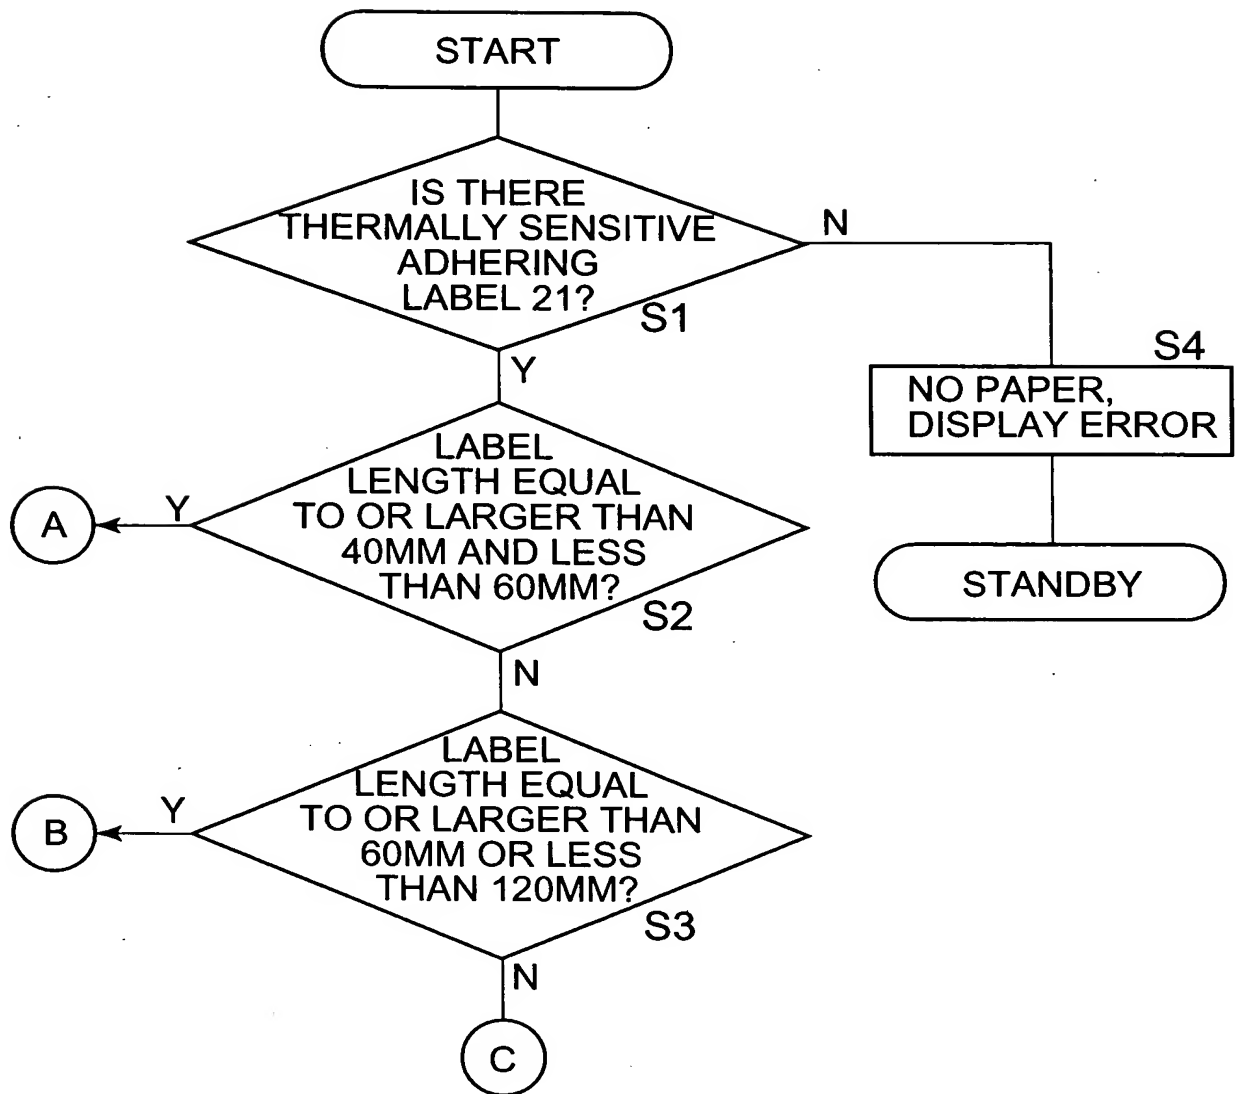 START
IS THERE
THERMALLY SENSITIVE
ADHERING
LABEL 21?
S1
N
Y
S4
NO PAPER,
DISPLAY ERROR
STANDBY
LABEL
LENGTH EQUAL
TO OR LARGER THAN
40MM AND LESS
THAN 60MM?
S2
Y
A
N
LABEL
LENGTH EQUAL
TO OR LARGER THAN
60MM OR LESS
THAN 120MM?
S3
Y
B
N
C